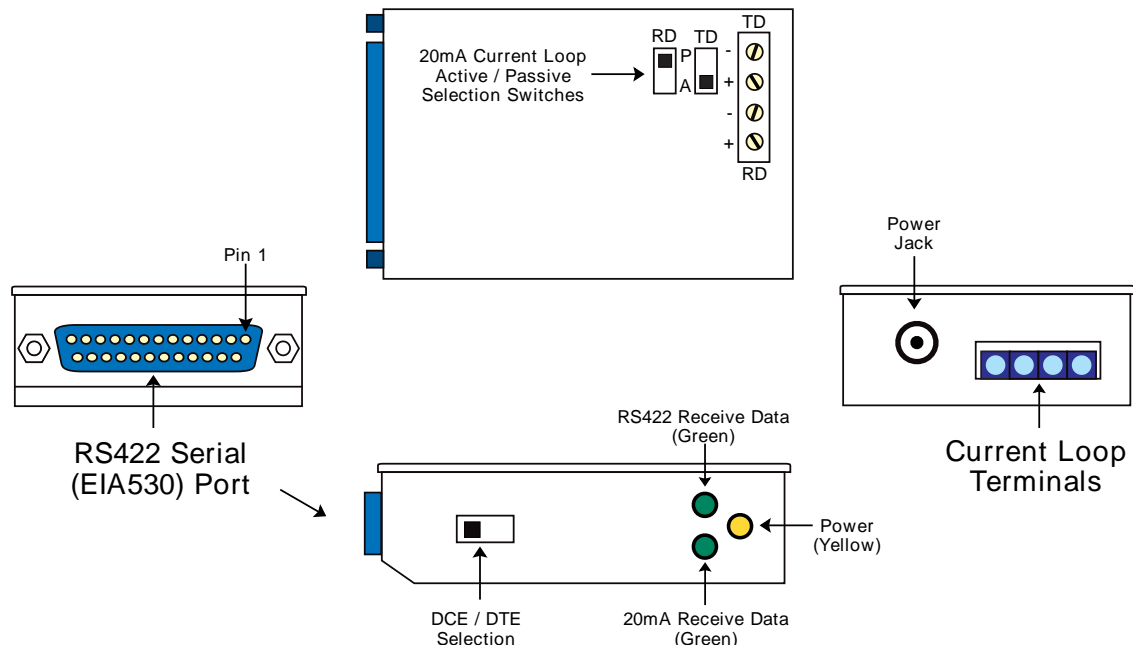 TD
RD TD
20mA Current Loop
Active / Passive
Selection Switches
P
A
-
+
-
+
RD
Pin 1
Power
Jack
RS422 Serial
(EIA530) Port
RS422 Receive Data
(Green)
Current Loop
Terminals
Power
(Yellow)
DCE / DTE
Selection
20mA Receive Data
(Green)